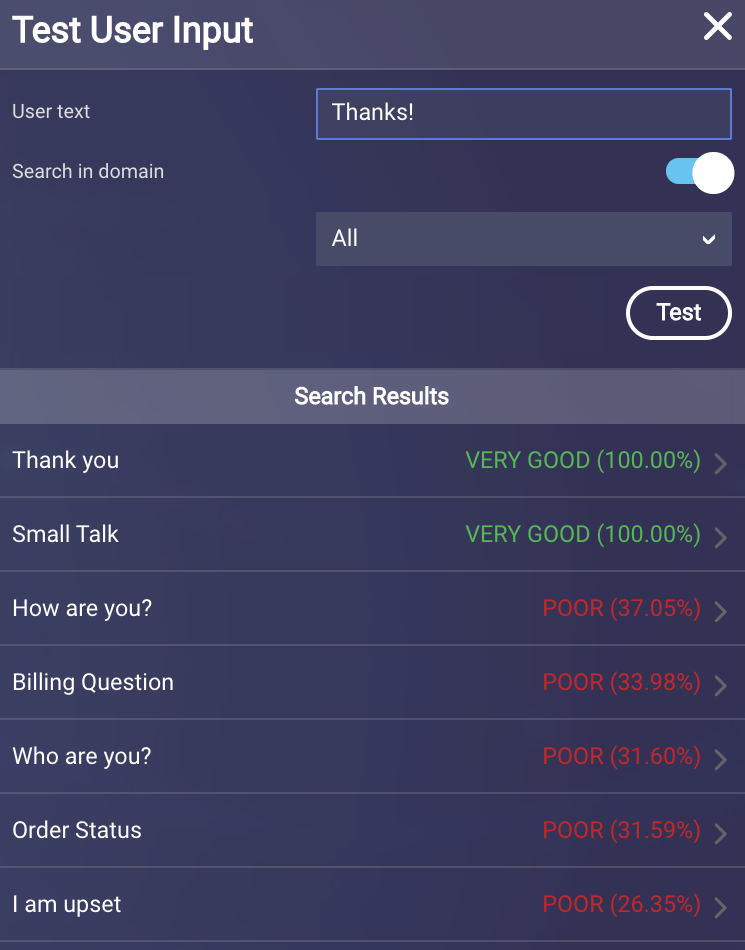 Test User Input
User text Thanks!
Search in domain
All
Test
Search Results
Thank you VERY GOOD (100.00%)
Small Talk VERY GOOD (100.00%)
How are you? POOR (37.05%)
Billing Question POOR (33.98%)
Who are you? POOR (31.60%)
Order Status POOR (31.59%)
I am upset POOR (26.35%)